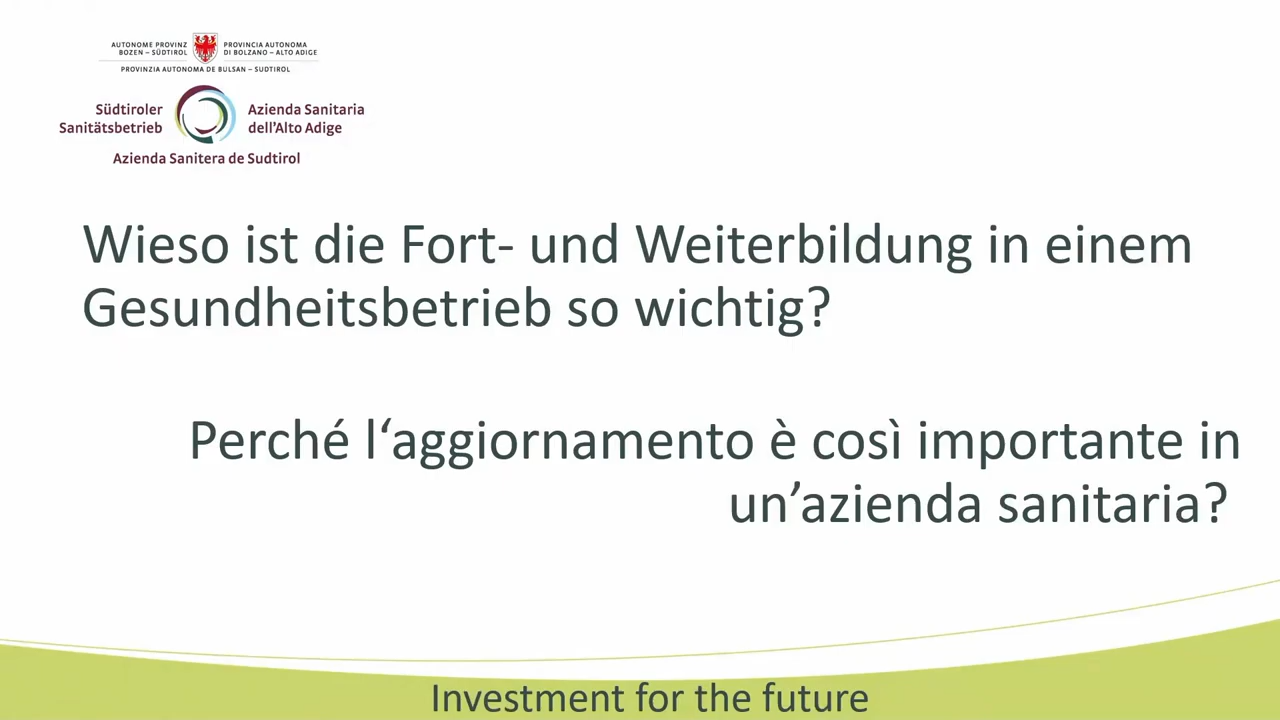 AUTONOME PROVINZ
BOZEN – SÜDTIROL
PROVINCIA AUTONOMA
DI BOLZANO – ALTO ADIGE
PROVINZIA AUTONOMA DE BULSAN – SUDTIROL
Südtiroler
Sanitätsbetrieb
Azienda Sanitaria
dell'Alto Adige
Azienda Sanitera de Sudtirol
Wieso ist die Fort- und Weiterbildung in einem
Gesundheitsbetrieb so wichtig?
Perché l‘aggiornamento è così importante in
un’azienda sanitaria?
Investment for the future